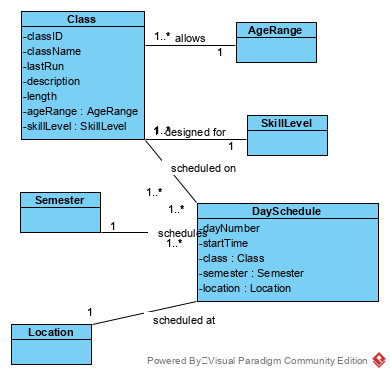 Class
-classID
-className
-lastRun
-description
-length
-ageRange : AgeRange
-skillLevel : SkillLevel
1..*
allows
1
AgeRange
1..*
1
designed for
1
SkillLevel
scheduled on
1..*
Semester
1
schedules
1..*
1..*
DaySchedule
-dayNumber
-startTime
-class : Class
-semester : Semester
-location : Location
1
scheduled at
Location
Powered By Visual Paradigm Community Edition